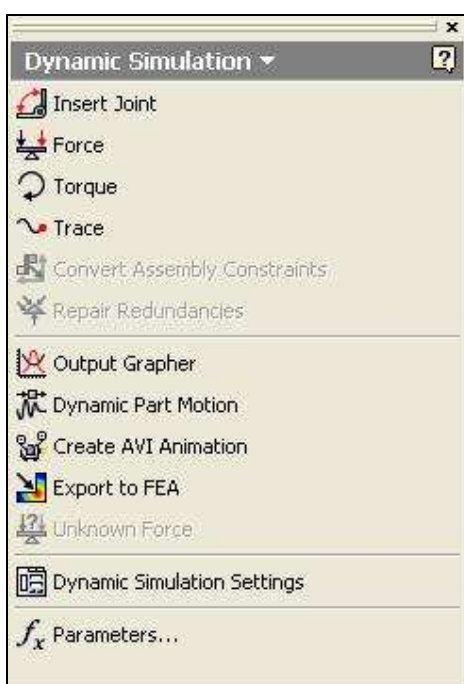 Dynamic Simulation
Insert Joint
Force
Torque
Trace
Convert Assembly Constraints
Repair Redundancies
Output Grapher
Dynamic Part Motion
Create AVI Animation
Export to FEA
Unknown Force
Dynamic Simulation Settings
fx Parameters...